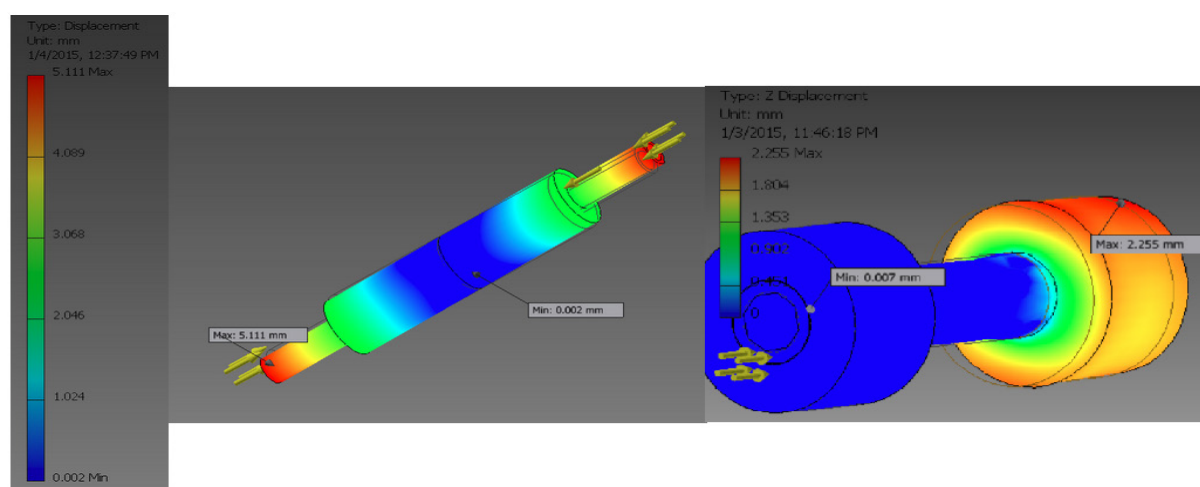 Type: Displacement
Unit: mm
1/4/2015, 12:37:49 PM
5.111 Max
4.089
3.068
2.046
1.024
0.002 Min
Max: 5.111 mm
Min: 0.002 mm
Type: Z Displacement
Unit: mm
1/3/2015, 11:46:18 PM
2.255 Max
1.804
1.353
0
Max: 2.255 mm
Min: 0.007 mm